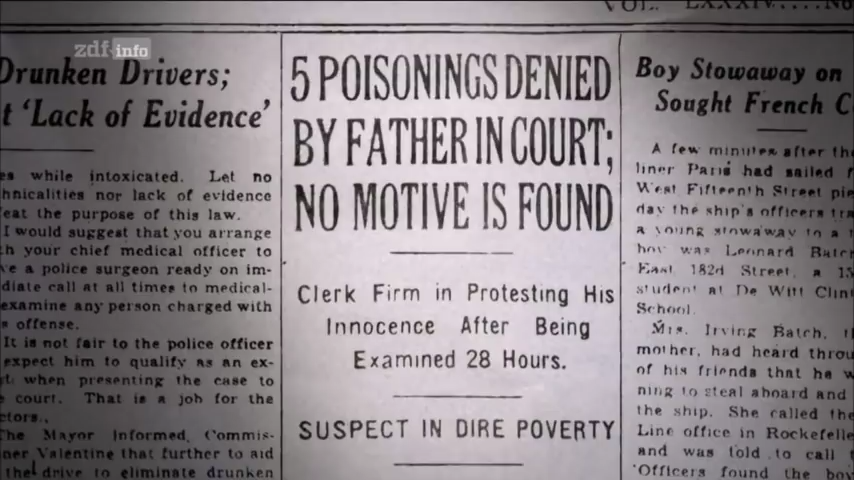 VOL. LXXXIV....No
zdf info
Drunken Drivers;
t 'Lack of Evidence'
es while intoxicated. Let no
hnicalities nor lack of evidence
eat the purpose of this law.
I would suggest that you arrange
h your chief medical officer to
ve a police surgeon ready on im-
diate call at all times to medical-
examine any person charged with
s offense.
It is not fair to the police officer
expect him to qualify as an ex-
t when presenting the case to
court. That is a job for the
ctors.
The Mayor informed Commis-
ner Valentine that further to aid
the drive to eliminate drunken
5 POISONINGS DENIED
BY FATHER IN COURT;
NO MOTIVE IS FOUND
Clerk Firm in Protesting His
Innocence After Being
Examined 28 Hours.
SUSPECT IN DIRE POVERTY
Boy Stowaway on
Sought French C
A few minutes after the
liner Paris had sailed f
West Fifteenth Street pie
day the ship's officers tra
a young stowaway to a
boy was Leonard Batc
East 182d Street, a 15
student at De Witt Clint
School.
Mrs. Irving Batch, th
mother, had heard throu
of his friends that he w
ning to steal aboard and
the ship. She called the
Line office in Rockefelle
and was told to call t
Officers found the boy